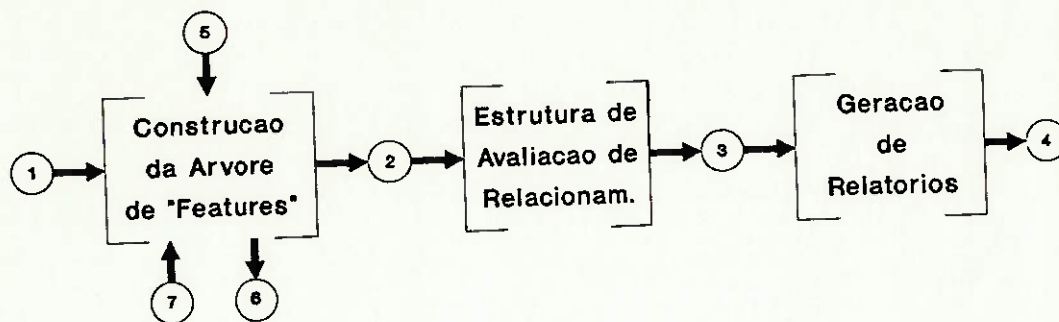 5
1
Construcao
da Arvore
de "Features"
2
Estrutura de
Avaliacao de
Relacionam.
3
Geracao
de
Relatorios
4
7
6